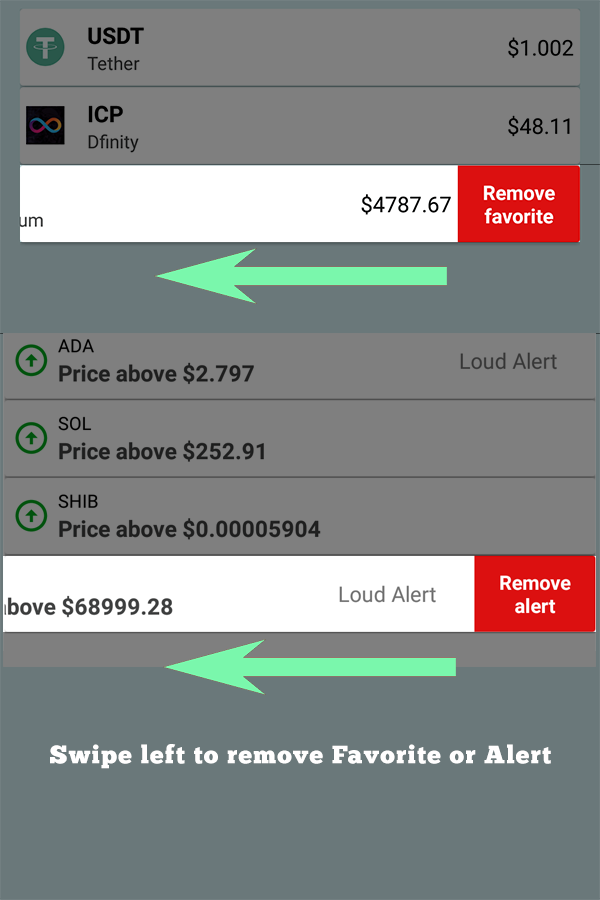 USDT
Tether
$1.002
ICP
Dfinity
$48.11
um
$4787.67
Remove
favorite
ADA
Price above $2.797
Loud Alert
SOL
Price above $252.91
SHIB
Price above $0.00005904
above $68999.28
Loud Alert
Remove
alert
Swipe left to remove Favorite or Alert